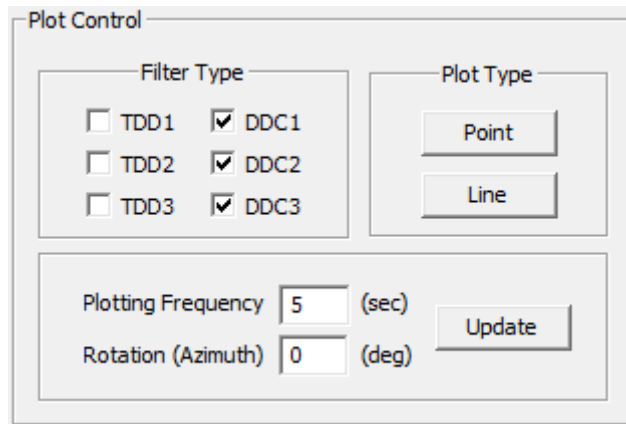 Plot Control
Filter Type
TDD1 DDC1
TDD2 DDC2
TDD3 DDC3
Plot Type
Point
Line
Plotting Frequency 5 (sec)
Rotation (Azimuth) 0 (deg)
Update